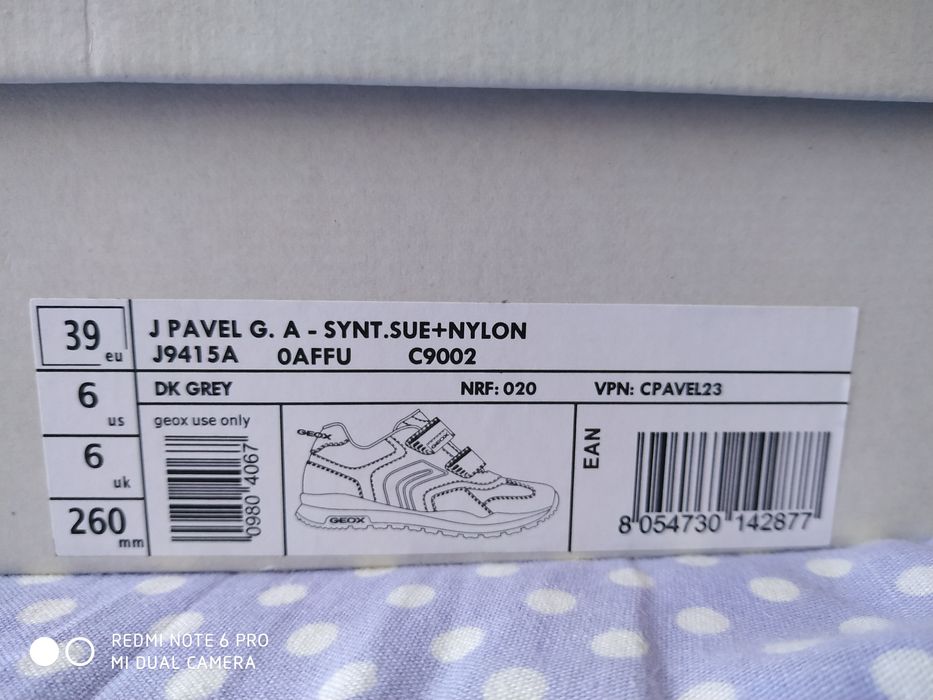 39 eu
6 us
6 uk
260 mm
J PAVEL G. A - SYNT.SUE+NYLON
J9415A 0AFFU C9002
DK GREY NRF: 020 VPN: CPAVEL23
geox use only
0980 4067
GEOX
GEOX
GEOX
EAN
8 054730 142877
REDMI NOTE 6 PRO
MI DUAL CAMERA